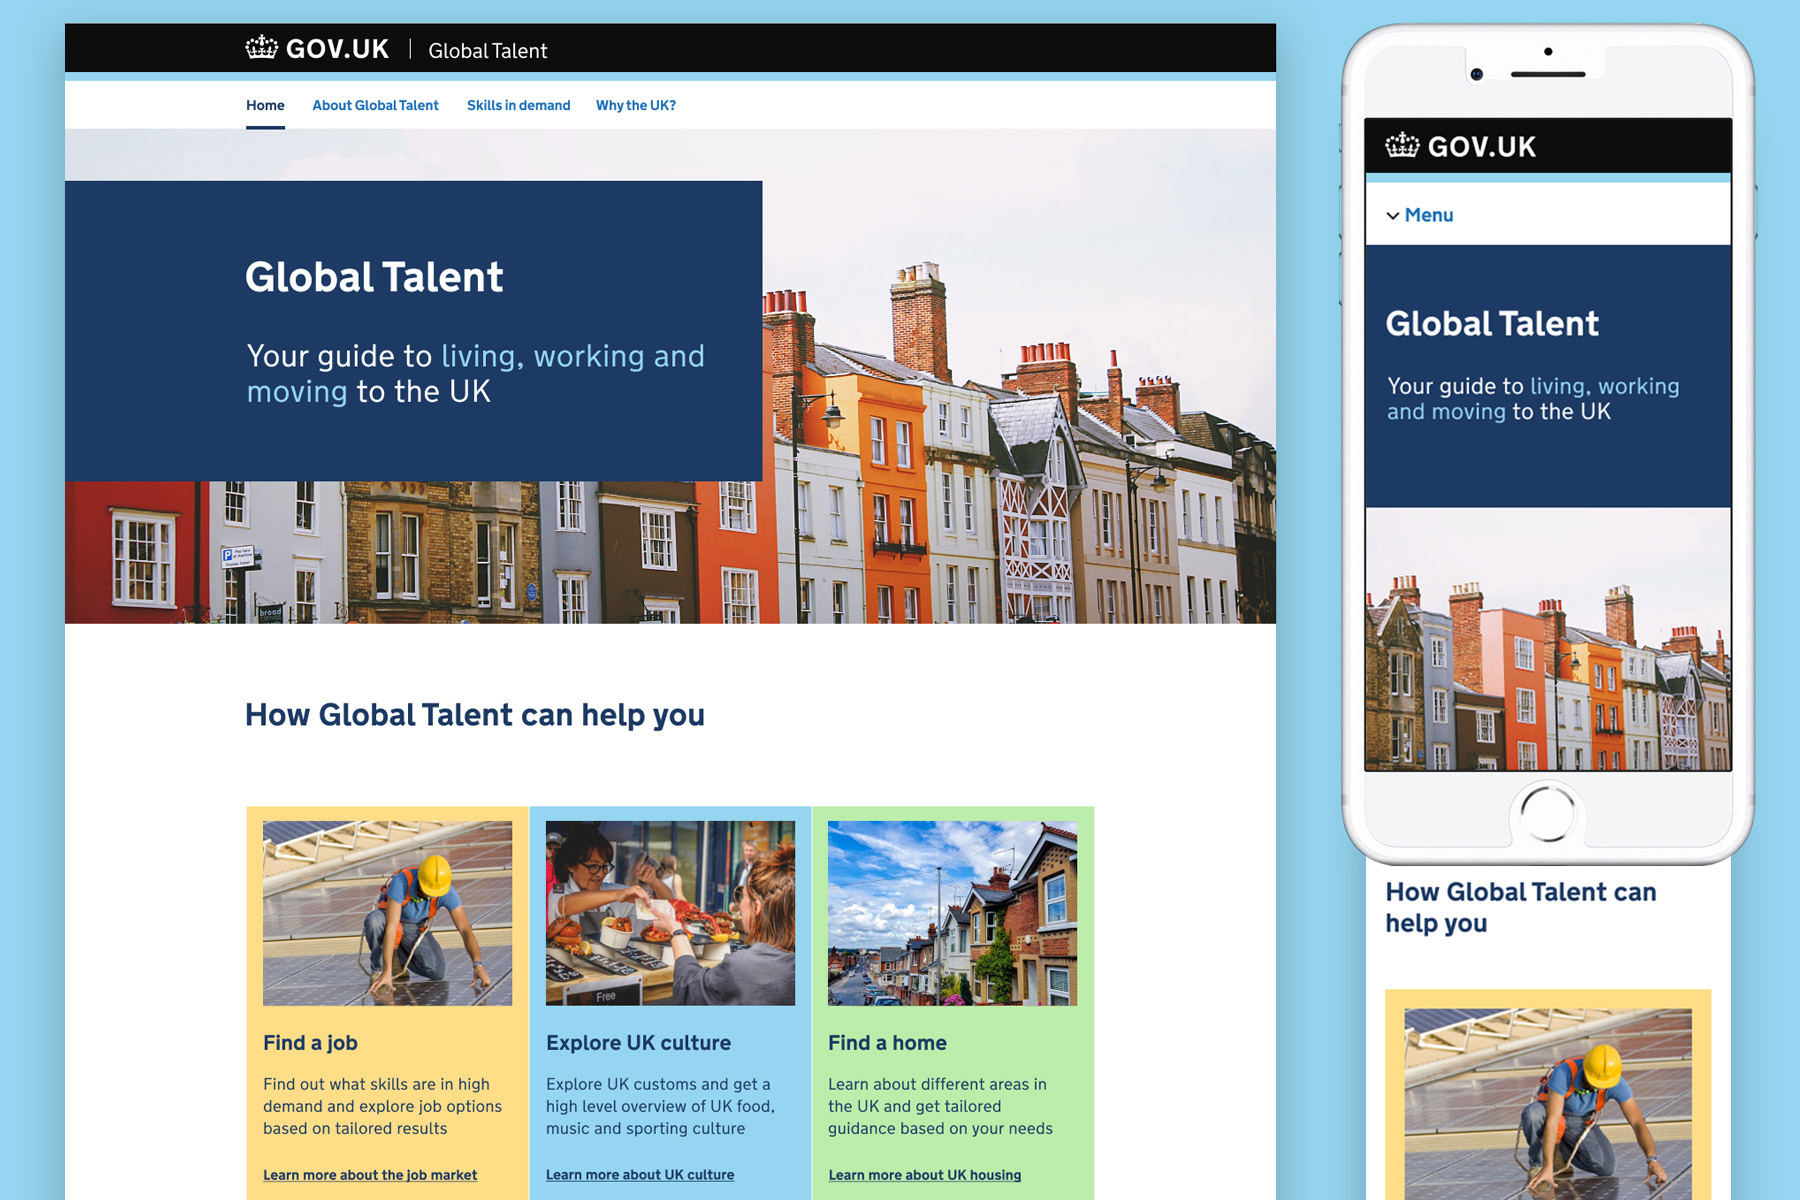 GOV.UK | Global Talent
Home About Global Talent Skills in demand Why the UK?
Global Talent
Your guide to living, working and
moving to the UK
P
broad
How Global Talent can help you
Free
Find a job
Find out what skills are in high
demand and explore job options
based on tailored results
Learn more about the job market
Explore UK culture
Explore UK customs and get a
high level overview of UK food,
music and sporting culture
Learn more about UK culture
Find a home
Learn about different areas in
the UK and get tailored
guidance based on your needs
Learn more about UK housing
GOV.UK
Menu
Global Talent
Your guide to living, working
and moving to the UK
How Global Talent can
help you